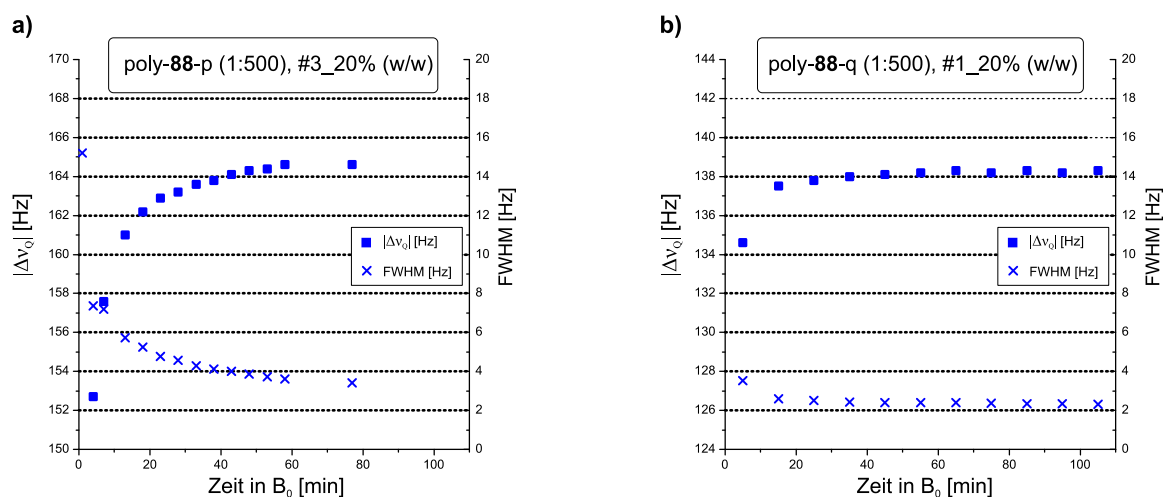 a)
poly-88-p (1:500), #3_20% (w/w)
170
168
166
164
162
160
158
156
154
152
150
|Δν_Q| [Hz]
20
18
16
14
12
10
8
6
4
2
0
FWHM [Hz]
|Δν_Q| [Hz]
FWHM [Hz]
0 20 40 60 80 100
Zeit in B₀ [min]
b)
poly-88-q (1:500), #1_20% (w/w)
144
142
140
138
136
134
132
130
128
126
124
|Δν_Q| [Hz]
20
18
16
14
12
10
8
6
4
2
0
FWHM [Hz]
|Δν_Q| [Hz]
FWHM [Hz]
0 20 40 60 80 100
Zeit in B₀ [min]